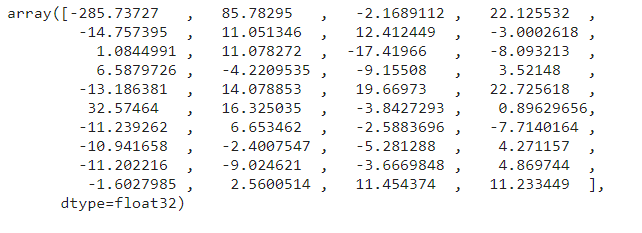 array([-285.73727   ,   85.78295   ,   -2.1689112 ,   22.125532  ,
        -14.757395  ,   11.051346  ,   12.412449  ,   -3.0002618 ,
          1.0844991 ,   11.078272  ,  -17.41966   ,   -8.093213  ,
          6.5879726 ,   -4.2209535 ,   -9.15508   ,    3.52148   ,
        -13.186381  ,   14.078853  ,   19.66973   ,   22.725618  ,
         32.57464   ,   16.325035  ,   -3.8427293 ,    0.89629656,
        -11.239262  ,    6.653462  ,   -2.5883696 ,   -7.7140164 ,
        -10.941658  ,   -2.4007547 ,   -5.281288  ,    4.271157  ,
        -11.202216  ,   -9.024621  ,   -3.6669848 ,    4.869744  ,
         -1.6027985 ,    2.5600514 ,   11.454374  ,   11.233449  ],
      dtype=float32)